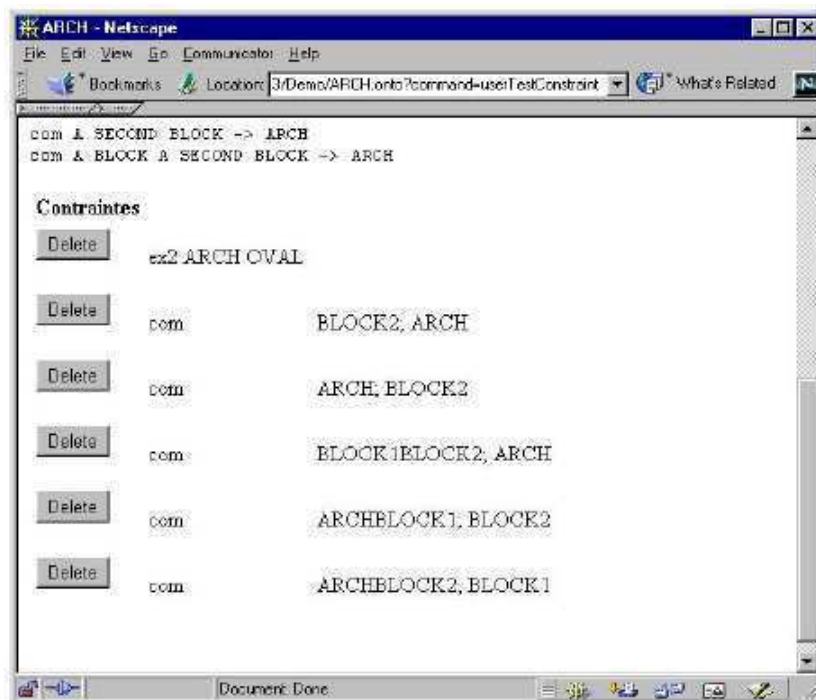 ARCH - Netscape
File Edit View Go Communicator Help
Bookmarks Location: 3/Demo/ARCH.onto?command=userTestConstraint What's Related N
com A SECOND BLOCK -> ARCH
com A BLOCK A SECOND BLOCK -> ARCH
Contraintes
Delete
ex2 ARCH OVAL
Delete
com BLOCK2; ARCH
Delete
com ARCH; BLOCK2
Delete
com BLOCK1BLOCK2; ARCH
Delete
com ARCHBLOCK1; BLOCK2
Delete
com ARCHBLOCK2; BLOCK1
Document: Done